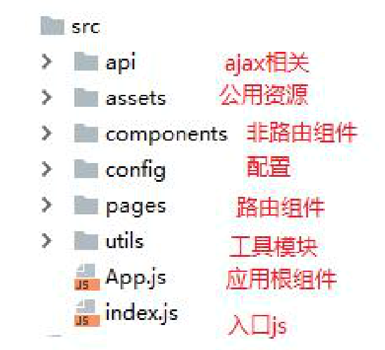 src
api ajax相关
assets 公用资源
components 非路由组件
config 配置
pages 路由组件
utils 工具模块
App.js 应用根组件
index.js 入口js